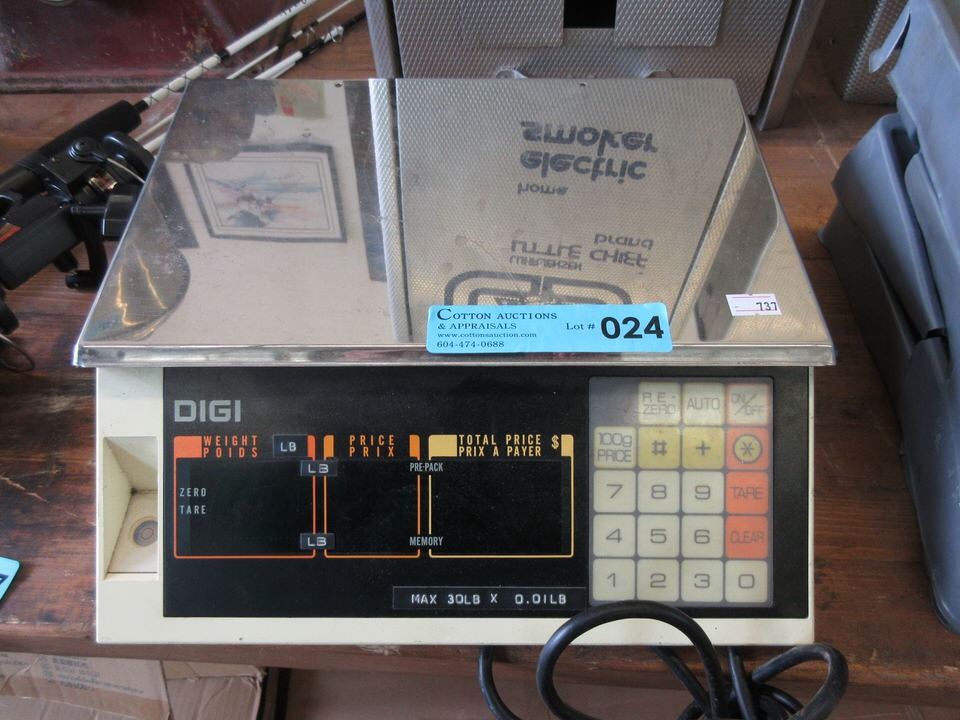 smoker
electric
home
LITTLE CHIEF
brand
COTTON AUCTIONS
& APPRAISALS
www.cottonsauction.com
604-474-0688
Lot # 024
737
DIGI
WEIGHT
POIDS
LB
PRICE
PRIX
TOTAL PRICE $
PRIX A PAYER
LB
PRE-PACK
ZERO
TARE
LB
MEMORY
MAX 30LB X 0.01LB
RE-ZERO AUTO ON/OFF
100g PRICE # + *
7 8 9 TARE
4 5 6 CLEAR
1 2 3 0